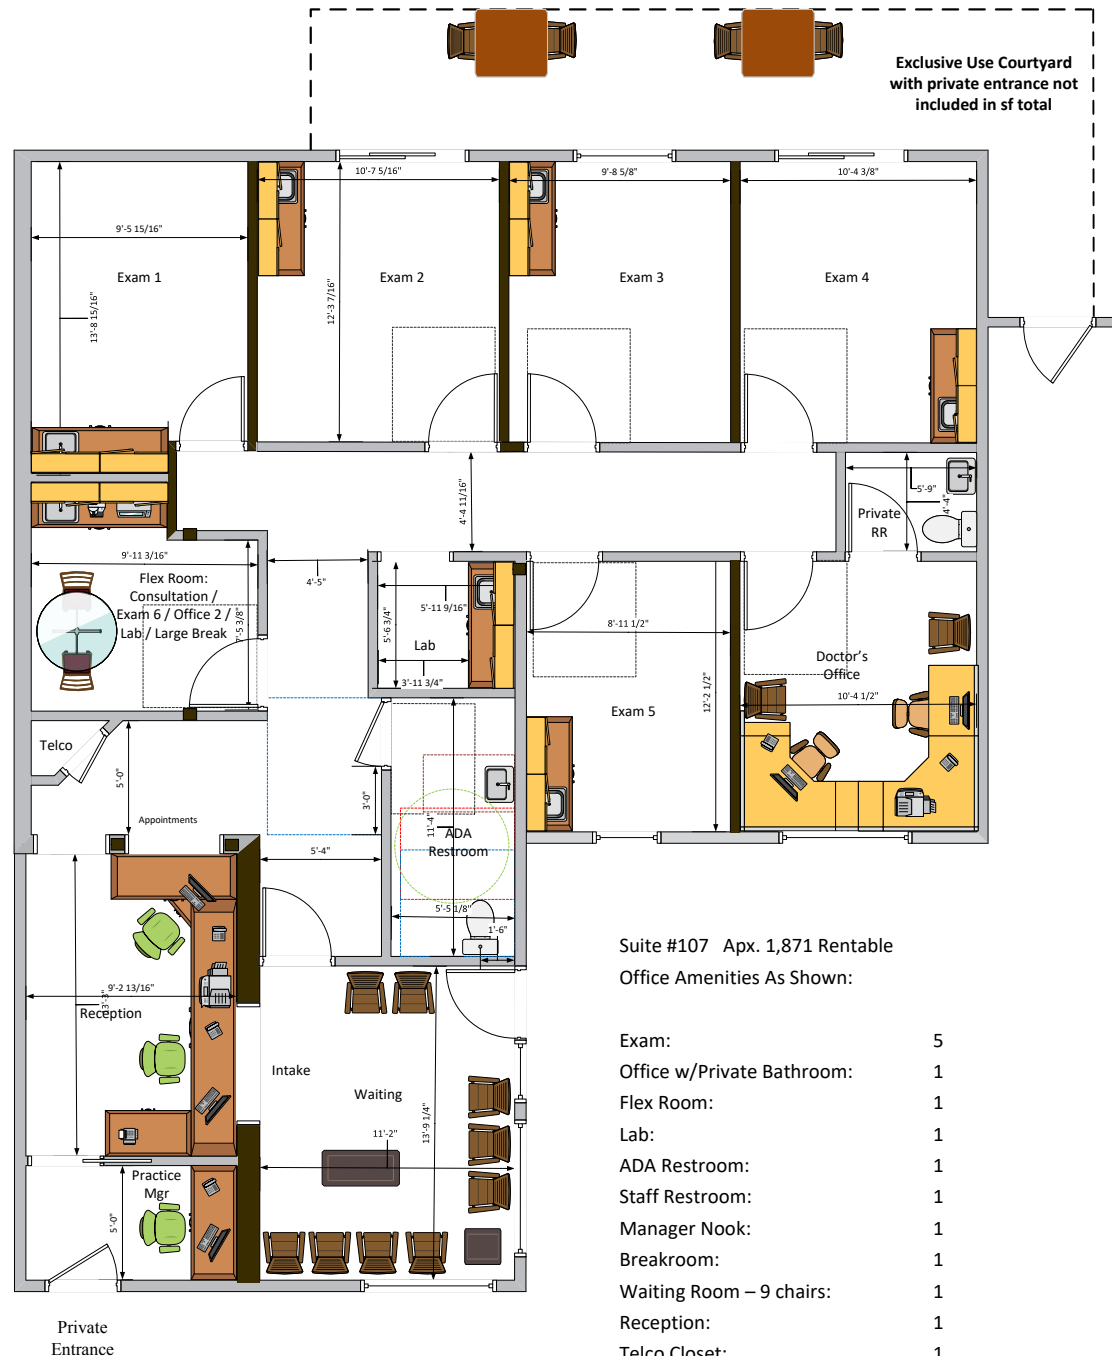 Exclusive Use Courtyard
with private entrance not
included in sf total
10'-7 5/16"
9'-8 5/8"
10'-4 3/8"
9'-5 15/16"
Exam 1
Exam 2
Exam 3
Exam 4
13'-8 15/16"
12'-3 7/16"
4'-4 11/16"
5'-9"
4'-4"
Private
RR
9'-11 3/16"
Flex Room:
Consultation /
Exam 6 / Office 2 /
Lab / Large Break
7'-5 3/8"
4'-5"
5'-11 9/16"
5'-6 3/4"
Lab
3'-11 3/4"
8'-11 1/2"
12'-2 1/2"
Exam 5
Doctor's
Office
10'-4 1/2"
Telco
5'-0"
Appointments
3'-0"
5'-4"
11'-4"
ADA
Restroom
5'-5 1/8"
1'-6"
9'-2 13/16"
13'-3"
Reception
Intake
Waiting
13'-9 1/4"
11'-2"
Practice
Mgr
5'-0"
Private
Entrance
Suite #107 Apx. 1,871 Rentable
Office Amenities As Shown:
Exam: 5
Office w/Private Bathroom: 1
Flex Room: 1
Lab: 1
ADA Restroom: 1
Staff Restroom: 1
Manager Nook: 1
Breakroom: 1
Waiting Room – 9 chairs: 1
Reception: 1
Telco Closet: 1